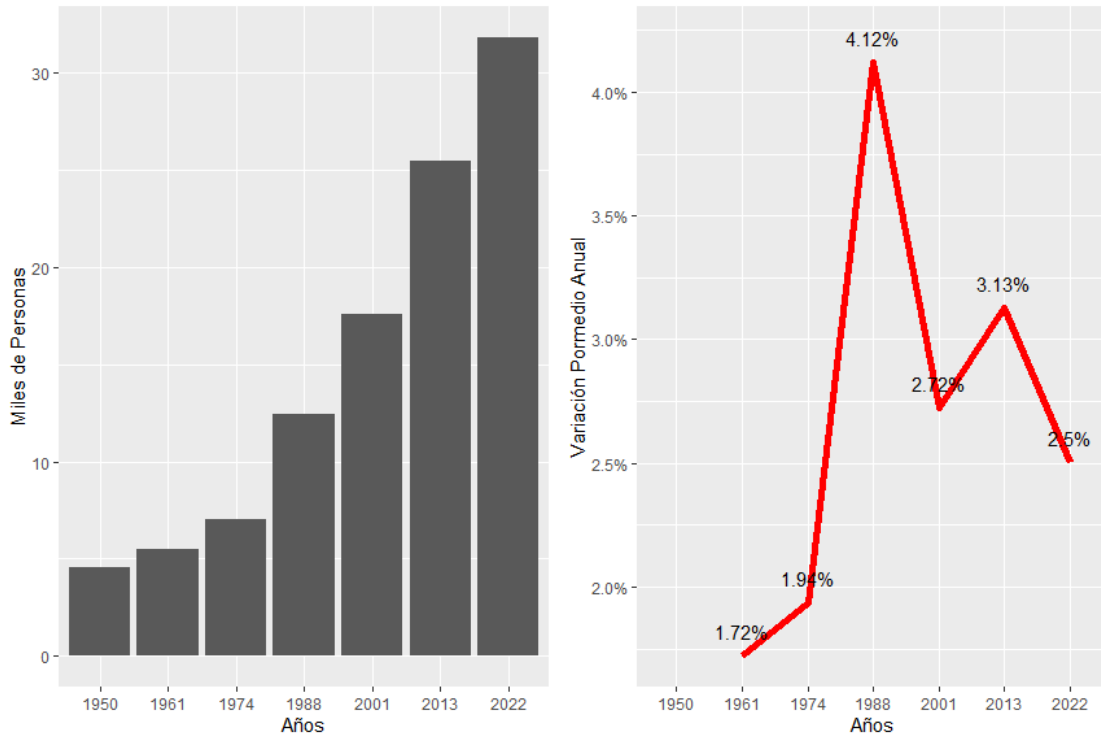 Miles de Personas
30
20
10
0
1950 1961 1974 1988 2001 2013 2022
Años
Variación Pormedio Anual
4.0%
3.5%
3.0%
2.5%
2.0%
4.12%
3.13%
2.72%
2.5%
1.94%
1.72%
1950 1961 1974 1988 2001 2013 2022
Años